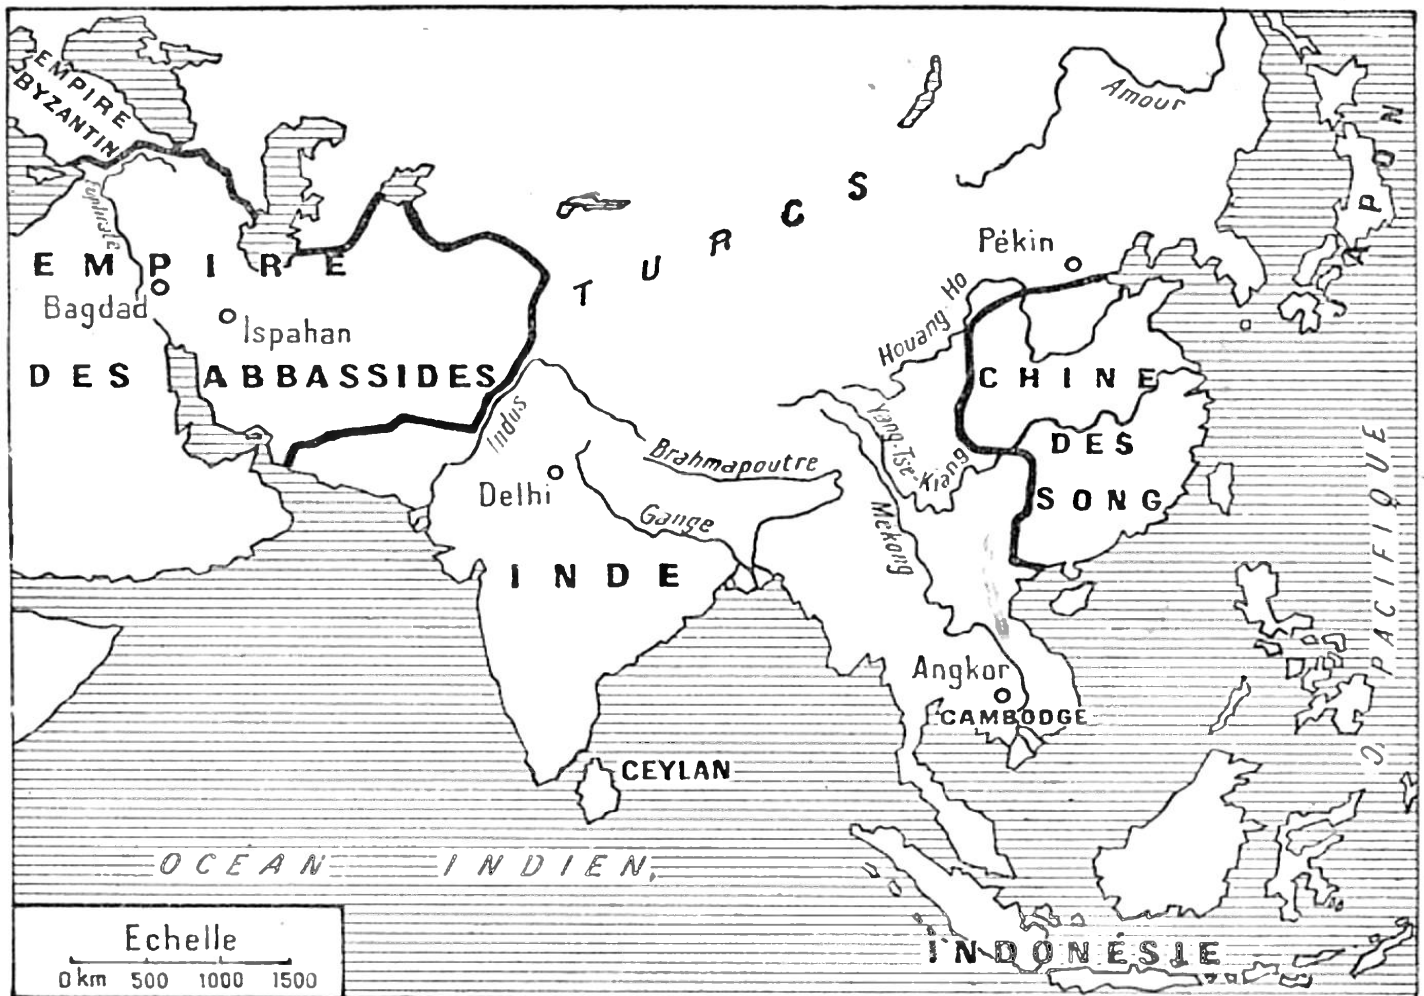 EMPIRE
BYZANTIN
Amour
JAPON
TURCS
Euphrate
Pékin
EMPIRE
Bagdad
Ispahan
Houang Ho
DES ABBASSIDES
CHINE
Indus
Yang-Tse-Kiang
DES
Brahmapoutre
Delhi
SONG
Gange
Mékong
INDE
O. PACIFIQUE
Angkor
CAMBODGE
CEYLAN
OCEAN INDIEN
INDONÉSIE
Echelle
0 km 500 1000 1500